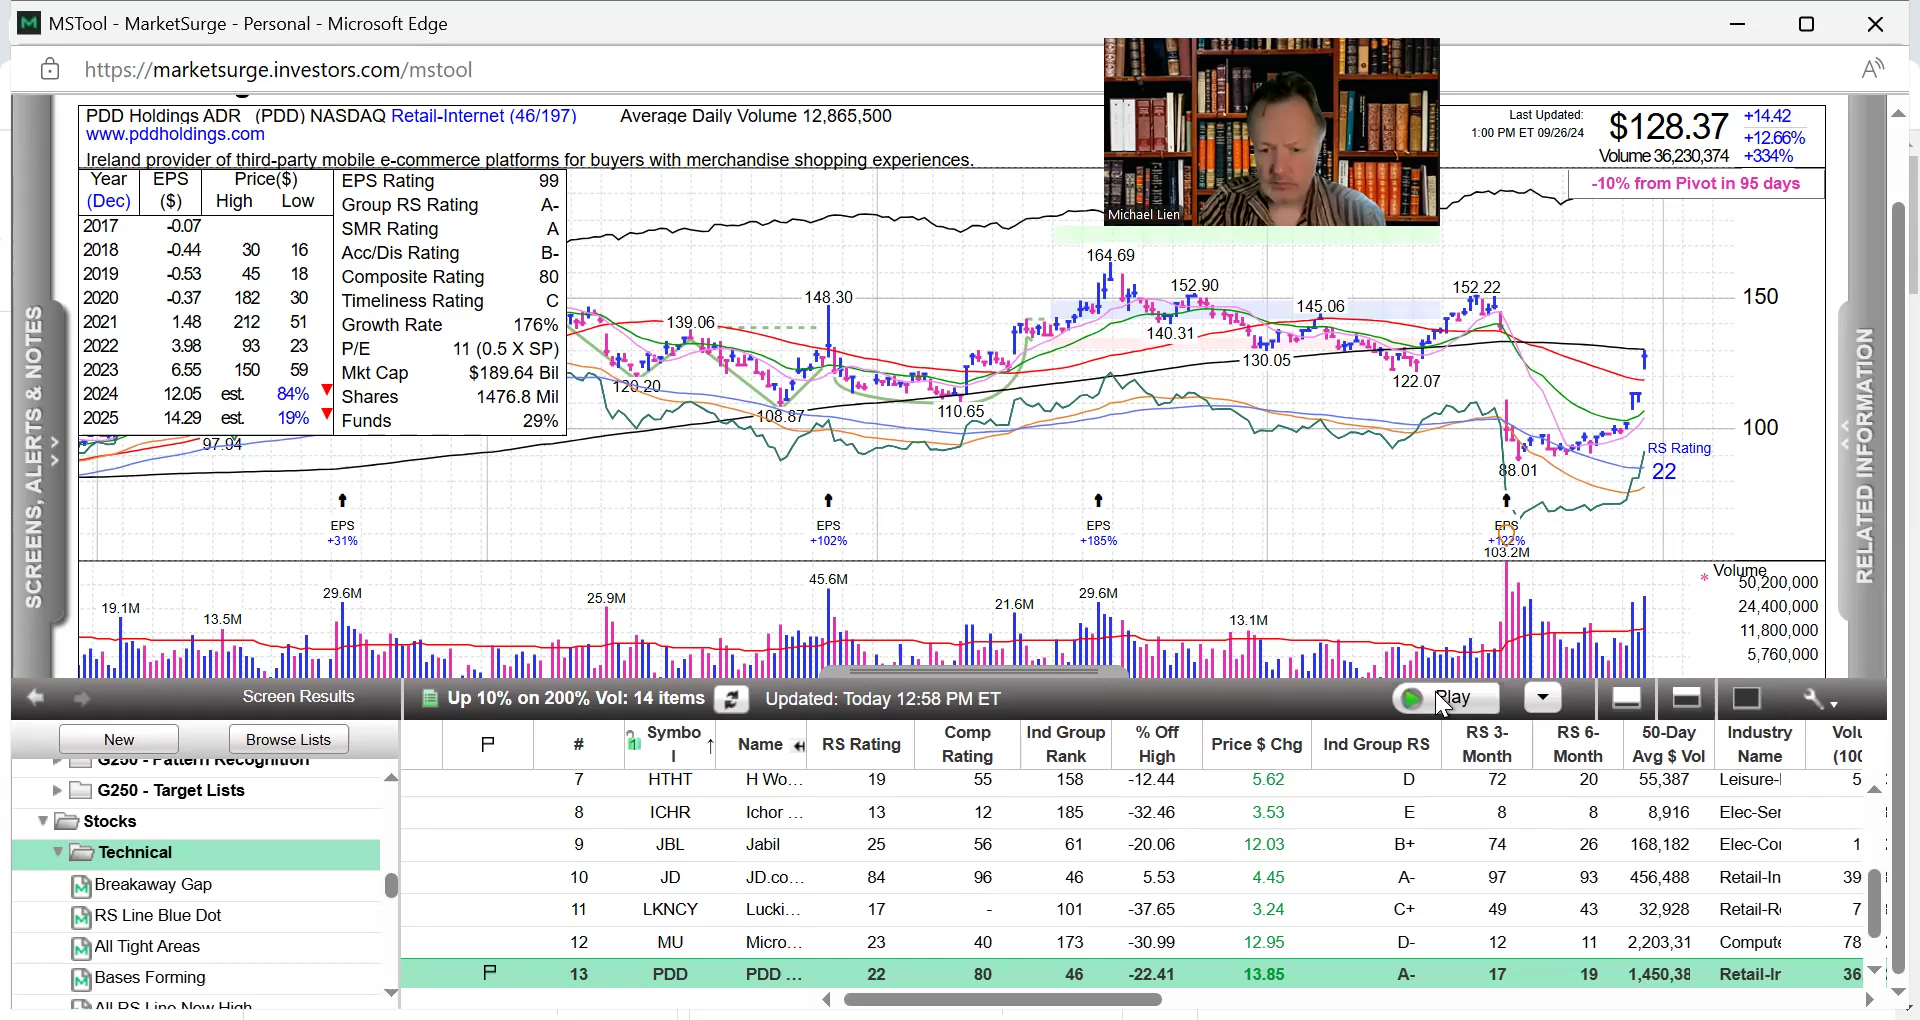 MSTool - MarketSurge - Personal - Microsoft Edge
https://marketsurge.investors.com/mstool
PDD Holdings ADR (PDD) NASDAQ Retail-Internet (46/197) Average Daily Volume 12,865,500
www.pddholdings.com
Ireland provider of third-party mobile e-commerce platforms for buyers with merchandise shopping experiences.
Last Updated:
1:00 PM ET 09/26/24
$128.37
+14.42
+12.66%
Volume 36,230,374 +334%
-10% from Pivot in 95 days
Michael Lien
Year EPS Price($)
(Dec) ($) High Low
2017 -0.07
2018 -0.44 30 16
2019 -0.53 45 18
2020 -0.37 182 30
2021 1.48 212 51
2022 3.98 93 23
2023 6.55 150 59
2024 12.05 est. 84%
2025 14.29 est. 19%
EPS Rating 99
Group RS Rating A-
SMR Rating A
Acc/Dis Rating B-
Composite Rating 80
Timeliness Rating C
Growth Rate 176%
P/E 11 (0.5 X SP)
Mkt Cap $189.64 Bil
Shares 1476.8 Mil
Funds 29%
164.69
148.30
152.90
152.22
150
139.06
145.06
140.31
130.05
120.20
122.07
108.87
110.65
100
97.94
88.01
RS Rating
22
EPS EPS EPS EPS
+31% +102% +185% +122%
103.2M
Volume
50,200,000
24,400,000
11,800,000
5,760,000
19.1M
13.5M
29.6M
25.9M
45.6M
21.6M
29.6M
13.1M
SCREENS, ALERTS & NOTES
RELATED INFORMATION
Screen Results
Up 10% on 200% Vol: 14 items Updated: Today 12:58 PM ET
Play
New Browse Lists
G250 - Pattern Recognition
G250 - Target Lists
Stocks
Technical
Breakaway Gap
RS Line Blue Dot
All Tight Areas
Bases Forming
All RS Line New High
# Symbo Name RS Rating Comp Ind Group % Off Price $ Chg Ind Group RS RS 3- RS 6- 50-Day Industry Volu
l Rating Rank High Month Month Avg $ Vol Name (100
7 HTHT H Wo... 19 55 158 -12.44 5.62 D 72 20 55,387 Leisure-l 5
8 ICHR Ichor ... 13 12 185 -32.46 3.53 E 8 8 8,916 Elec-Ser
9 JBL Jabil 25 56 61 -20.06 12.03 B+ 74 26 168,182 Elec-Cor 1
10 JD JD.co... 84 96 46 5.53 4.45 A- 97 93 456,488 Retail-In 39
11 LKNCY Lucki... 17 - 101 -37.65 3.24 C+ 49 43 32,928 Retail-R 7
12 MU Micro... 23 40 173 -30.99 12.95 D- 12 11 2,203,31 Compute 78
13 PDD PDD ... 22 80 46 -22.41 13.85 A- 17 19 1,450,38 Retail-Ir 36